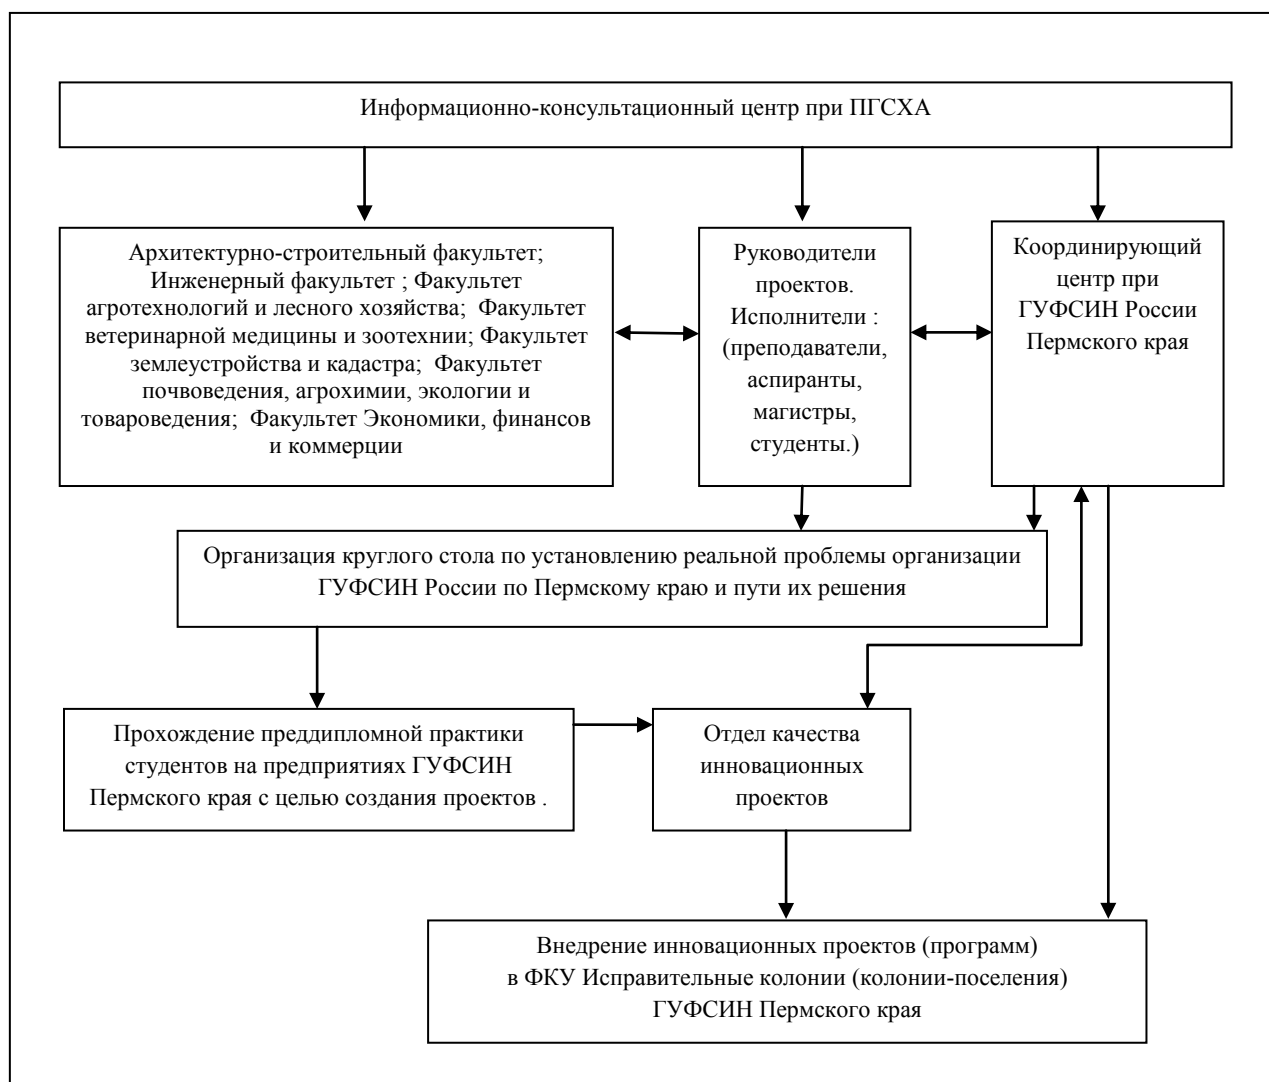 Информационно-консультационный центр при ПГСХА
Архитектурно-строительный факультет;
Инженерный факультет ; Факультет
агротехнологий и лесного хозяйства; Факультет
ветеринарной медицины и зоотехнии; Факультет
землеустройства и кадастра; Факультет
почвоведения, агрохимии, экологии и
товароведения; Факультет Экономики, финансов
и коммерции
Руководители
проектов.
Исполнители :
(преподаватели,
аспиранты,
магистры,
студенты.)
Координирующий
центр при
ГУФСИН России
Пермского края
Организация круглого стола по установлению реальной проблемы организации
ГУФСИН России по Пермскому краю и пути их решения
Прохождение преддипломной практики
студентов на предприятиях ГУФСИН
Пермского края с целью создания проектов .
Отдел качества
инновационных
проектов
Внедрение инновационных проектов (программ)
в ФКУ Исправительные колонии (колонии-поселения)
ГУФСИН Пермского края